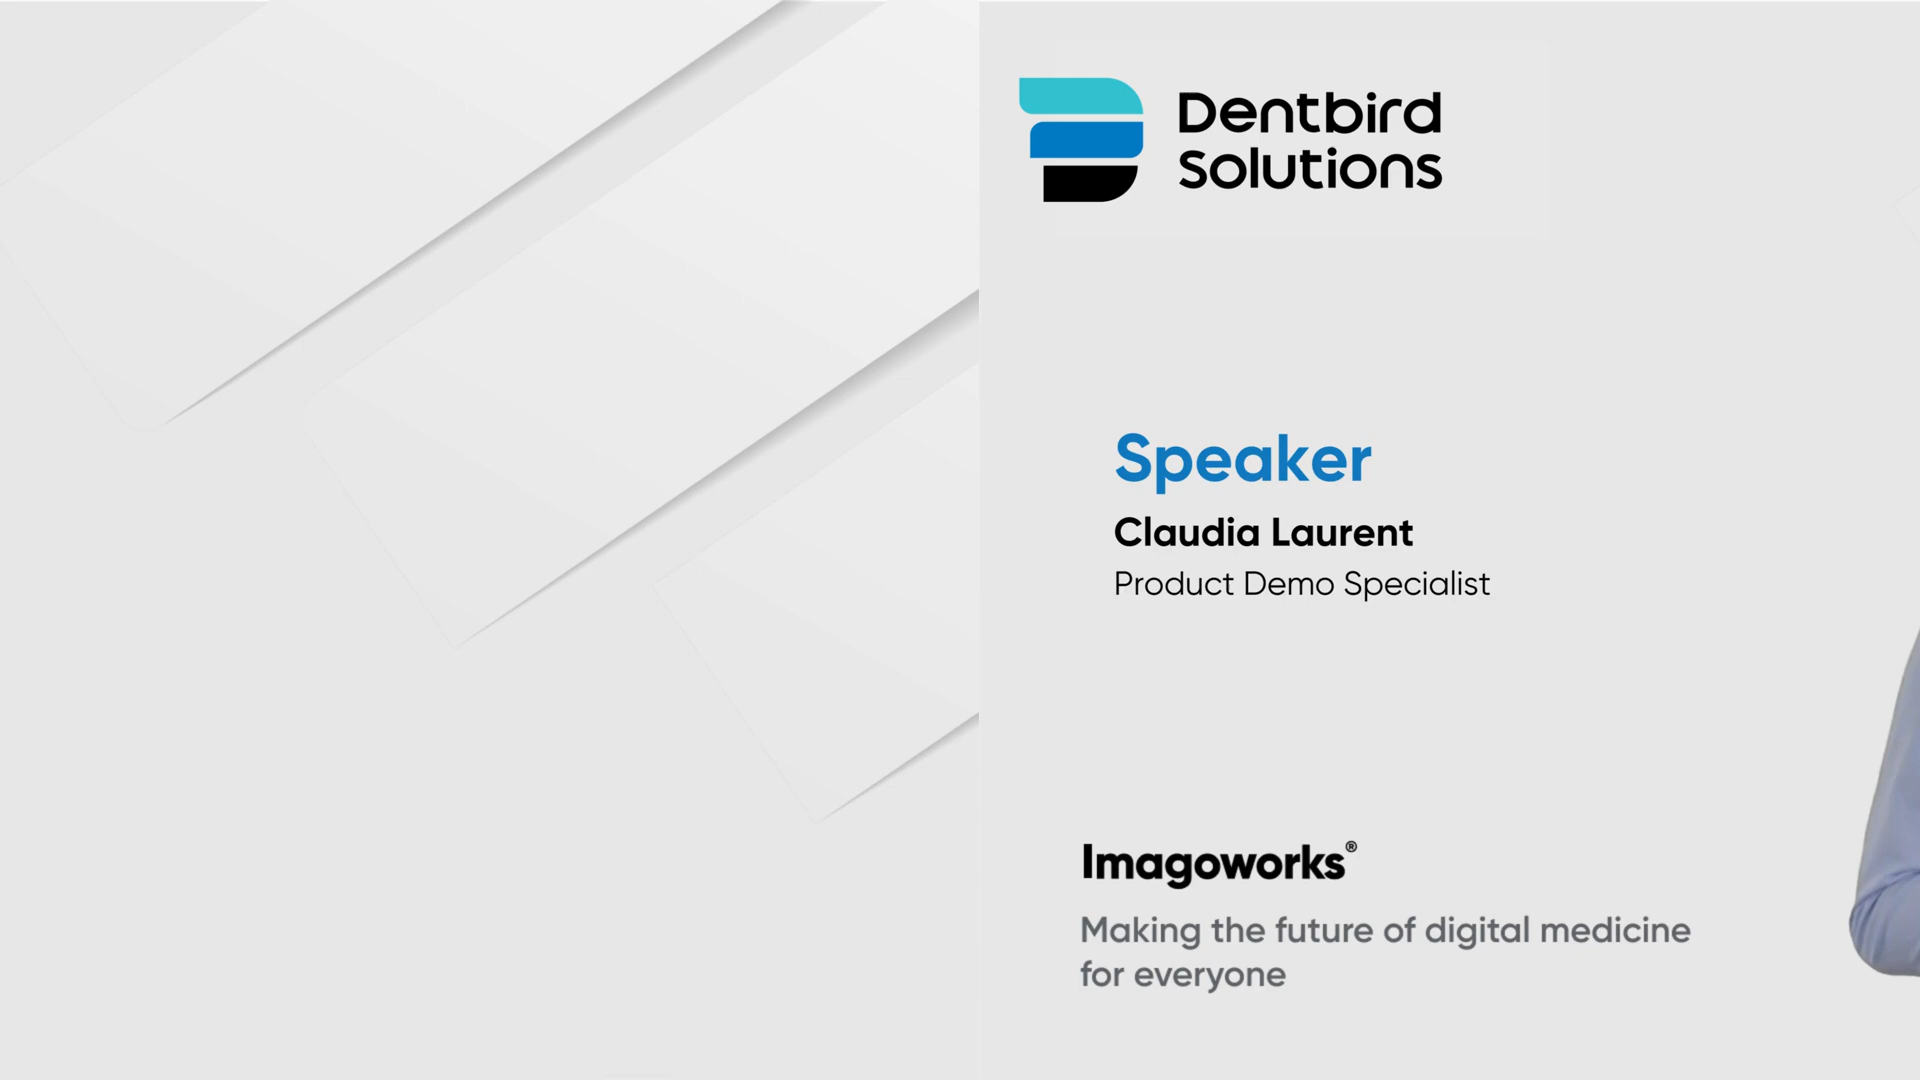 Dentbird
Solutions
Speaker
Claudia Laurent
Product Demo Specialist
Imagoworks®
Making the future of digital medicine
for everyone